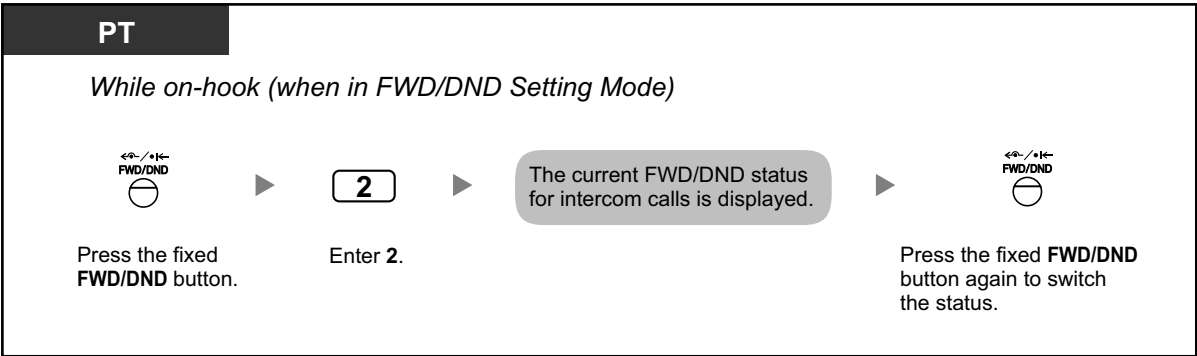 PT
While on-hook (when in FWD/DND Setting Mode)
FWD/DND
2
The current FWD/DND status
for intercom calls is displayed.
FWD/DND
Press the fixed
FWD/DND button.
Enter 2.
Press the fixed FWD/DND
button again to switch
the status.